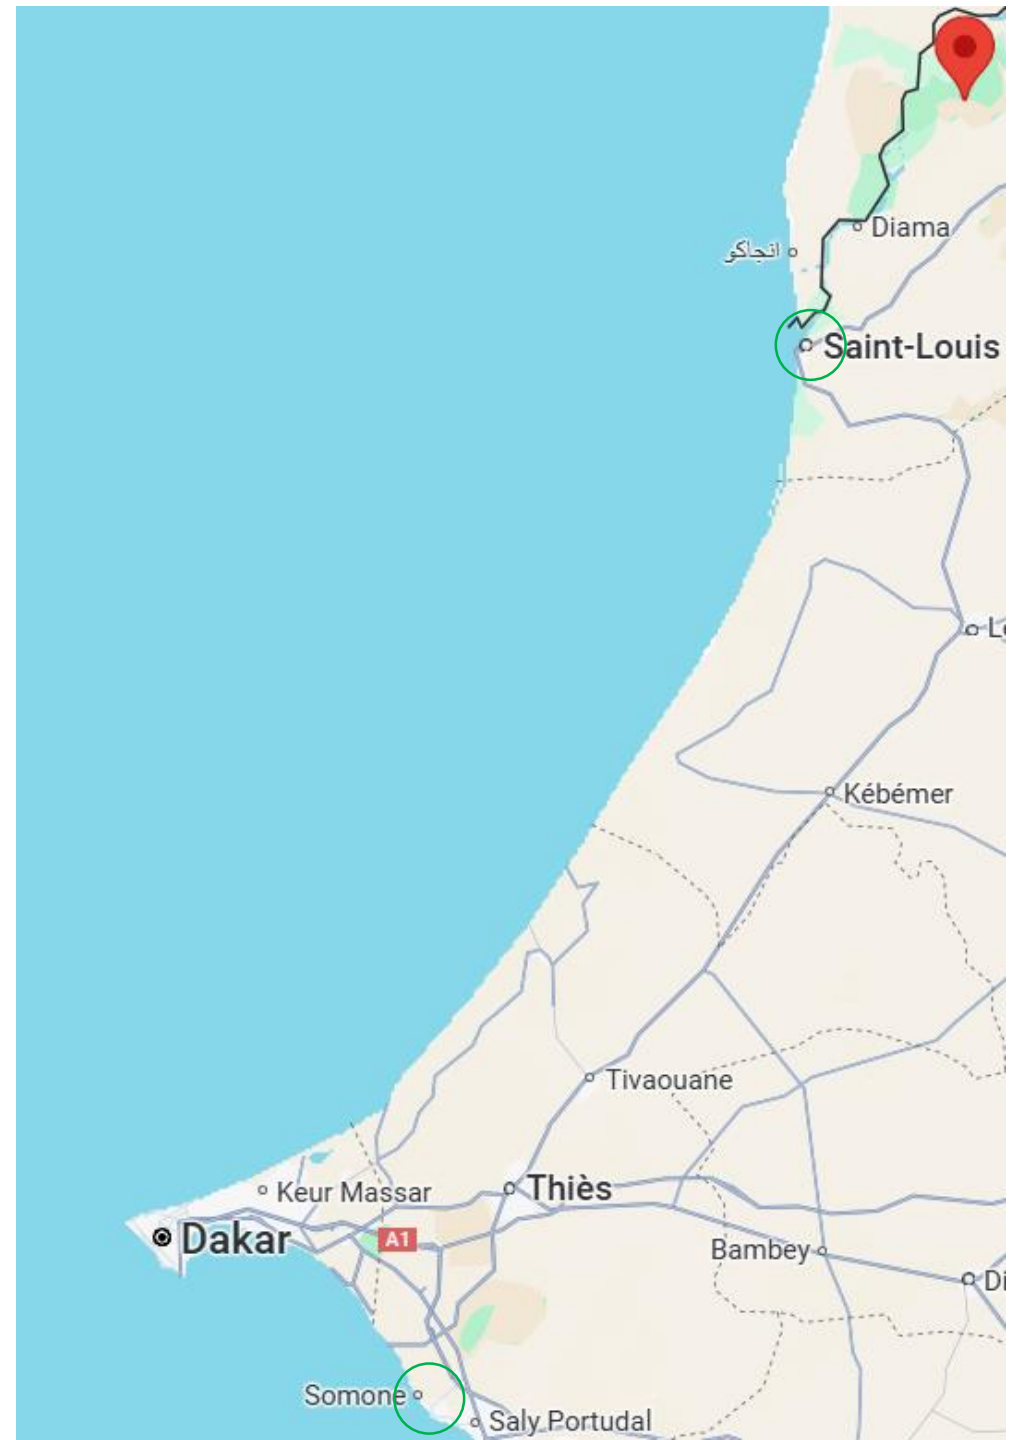 Diama
انجاكو
Saint-Louis
Kébémer
Tivaouane
Thiès
Keur Massar
Dakar
A1
Bambey
Somone
Saly Portudal